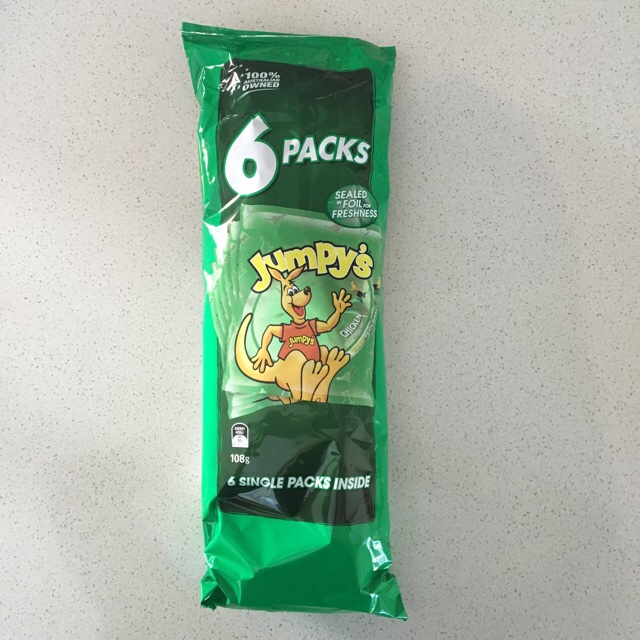 100%
AUSTRALIAN
OWNED
6 PACKS
SEALED
IN FOIL FOR
FRESHNESS
Jumpy's
CHICKEN
Jumpy's
108g
6 SINGLE PACKS INSIDE